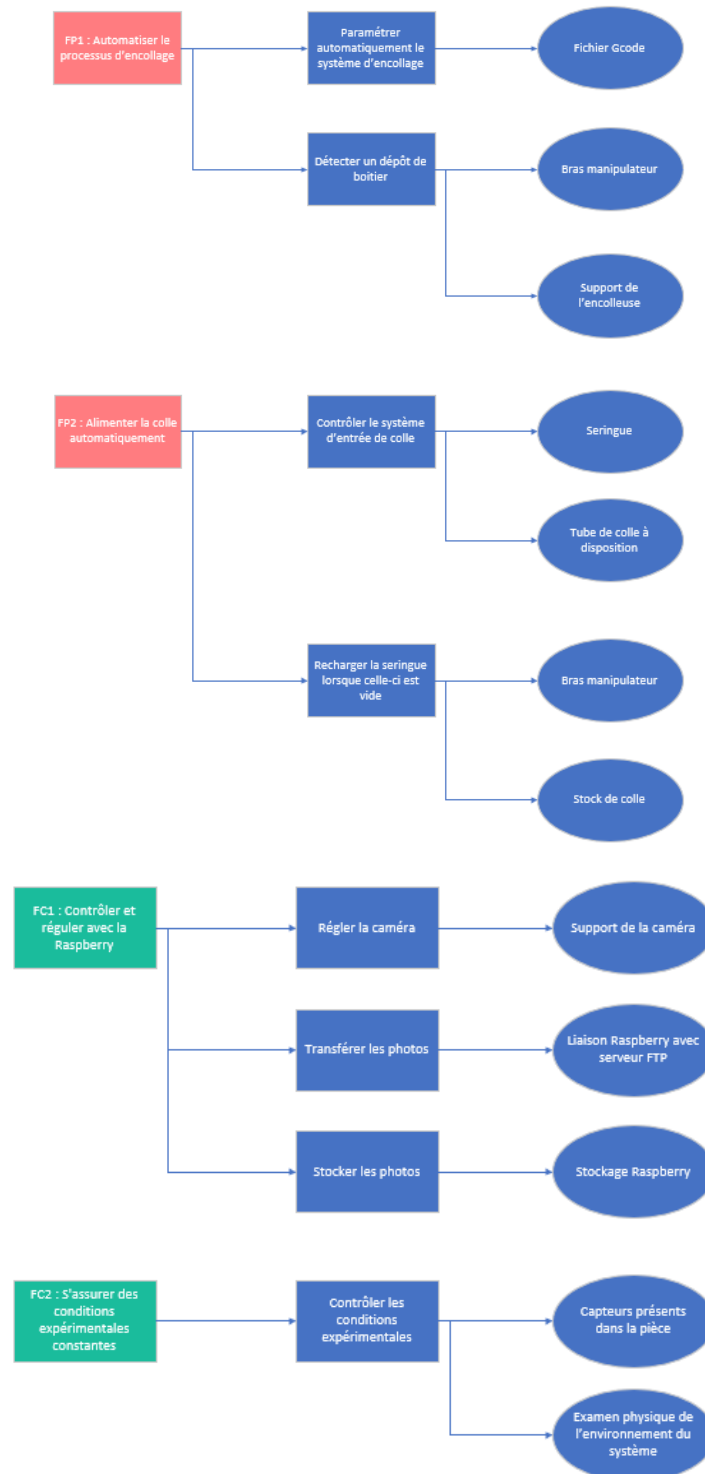 FP1 : Automatiser le
processus d'encollage
Paramétrer
automatiquement le
système d'encollage
Fichier Gcode
Détecter un dépôt de
boitier
Bras manipulateur
Support de
l'encolleuse
FP2 : Alimenter la colle
automatiquement
Contrôler le système
d'entrée de colle
Seringue
Tube de colle à
disposition
Recharger la seringue
lorsque celle-ci est
vide
Bras manipulateur
Stock de colle
FC1 : Contrôler et
réguler avec la
Raspberry
Régler la caméra
Support de la caméra
Transférer les photos
Liaison Raspberry avec
serveur FTP
Stocker les photos
Stockage Raspberry
FC2 : S'assurer des
conditions
expérimentales
constantes
Contrôler les
conditions
expérimentales
Capteurs présents
dans la pièce
Examen physique de
l'environnement du
système